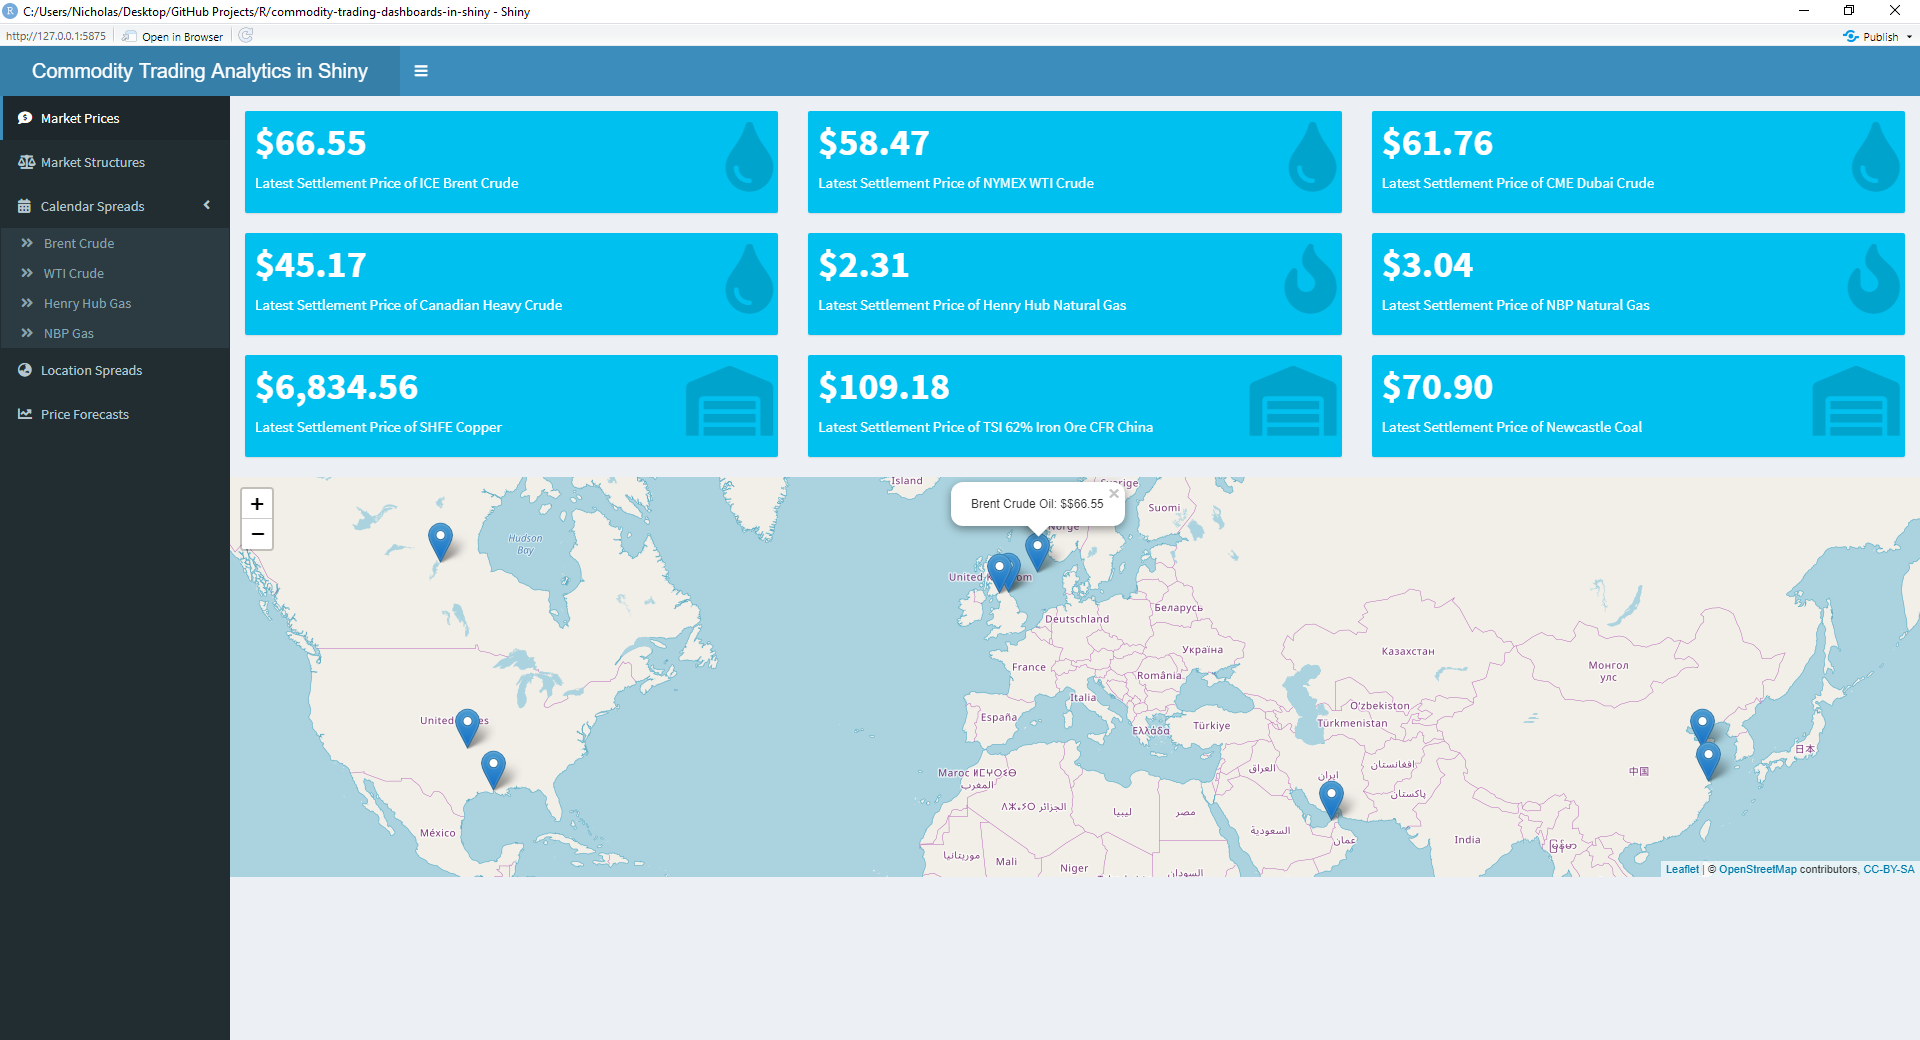 C:/Users/Nicholas/Desktop/GitHub Projects/R/commodity-trading-dashboards-in-shiny - Shiny
http://127.0.0.1:5875
Open in Browser
Publish
Commodity Trading Analytics in Shiny
Market Prices
Market Structures
Calendar Spreads
Brent Crude
WTI Crude
Henry Hub Gas
NBP Gas
Location Spreads
Price Forecasts
$66.55
Latest Settlement Price of ICE Brent Crude
$58.47
Latest Settlement Price of NYMEX WTI Crude
$61.76
Latest Settlement Price of CME Dubai Crude
$45.17
Latest Settlement Price of Canadian Heavy Crude
$2.31
Latest Settlement Price of Henry Hub Natural Gas
$3.04
Latest Settlement Price of NBP Natural Gas
$6,834.56
Latest Settlement Price of SHFE Copper
$109.18
Latest Settlement Price of TSI 62% Iron Ore CFR China
$70.90
Latest Settlement Price of Newcastle Coal
+
−
Ísland
Sverige
Brent Crude Oil: $$66.55
×
Suomi
Norge
Hudson
Bay
United Kingdom
Беларусь
Deutschland
Україна
France
România
Казахстан
Монгол
улс
Italia
España
Ελλάδα
Türkiye
O'zbekiston
Türkmenistan
United States
日本
中国
Maroc ⵍⵎⵖⵔⵉⴱ
المغرب
العراق
ایران
افغانستان
پاکستان
الجزائر
ليبيا
مصر
السعودية
عمان
India
México
موريتانيا
Mali
Niger
السودان
Leaflet | © OpenStreetMap contributors, CC-BY-SA